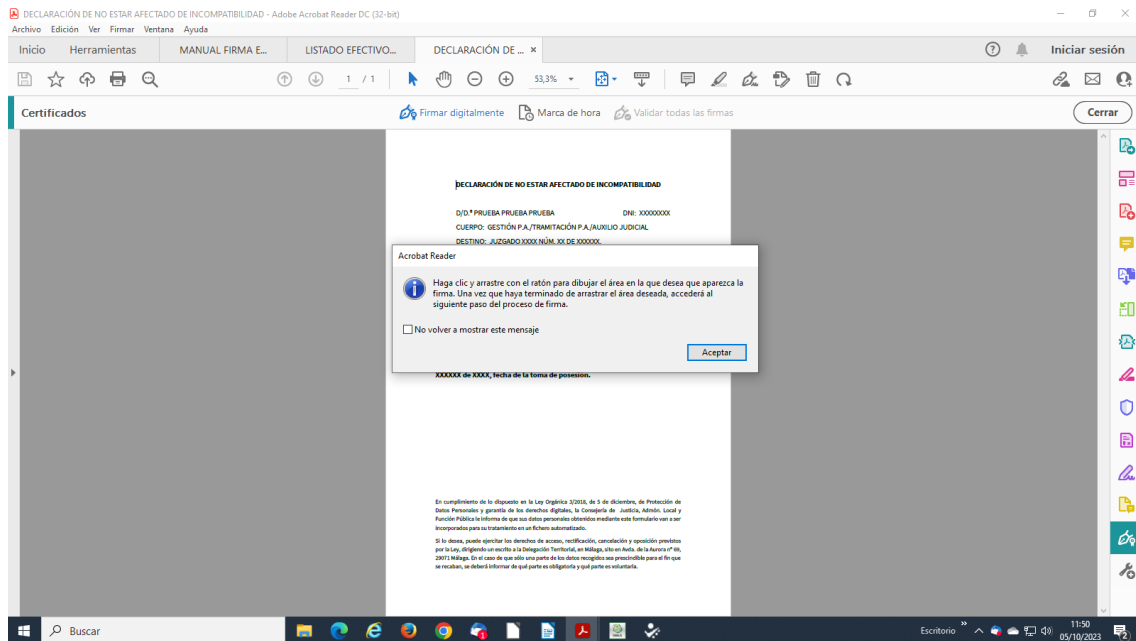 DECLARACIÓN DE NO ESTAR AFECTADO DE INCOMPATIBILIDAD - Adobe Acrobat Reader DC (32-bit)
Archivo Edición Ver Firmar Ventana Ayuda
Inicio Herramientas MANUAL FIRMA E... LISTADO EFECTIVO... DECLARACIÓN DE ... × Iniciar sesión
1 / 1 53,3%
Certificados Firmar digitalmente Marca de hora Validar todas las firmas Cerrar
DECLARACIÓN DE NO ESTAR AFECTADO DE INCOMPATIBILIDAD
D/D.ª PRUEBA PRUEBA PRUEBA DNI: XXXXXXXX
CUERPO: GESTIÓN P.A./TRAMITACIÓN P.A./AUXILIO JUDICIAL
DESTINO: JUZGADO XXXX NÚM. XX DE XXXXXX.
Acrobat Reader
Haga clic y arrastre con el ratón para dibujar el área en la que desea que aparezca la
firma. Una vez que haya terminado de arrastrar el área deseada, accederá al
siguiente paso del proceso de firma.
No volver a mostrar este mensaje
Aceptar
XXXXXX de XXXX, fecha de la toma de posesión.
En cumplimiento de lo dispuesto en la Ley Orgánica 3/2018, de 5 de diciembre, de Protección de
Datos Personales y garantía de los derechos digitales, la Consejería de Justicia, Admón. Local y
Función Pública le informa de que sus datos personales obtenidos mediante este formulario van a ser
incorporados para su tratamiento en un fichero automatizado.
Si lo desea, puede ejercitar los derechos de acceso, rectificación, cancelación y oposición previstos
por la Ley, dirigiendo un escrito a la Delegación Territorial, en Málaga, sito en Avda. de la Aurora nº 69,
29071 Málaga. En el caso de que sólo una parte de los datos recogidos sea prescindible para el fin que
se recaban, se deberá informar de qué parte es obligatoria y qué parte es voluntaria.
Buscar Escritorio 11:50
05/10/2023